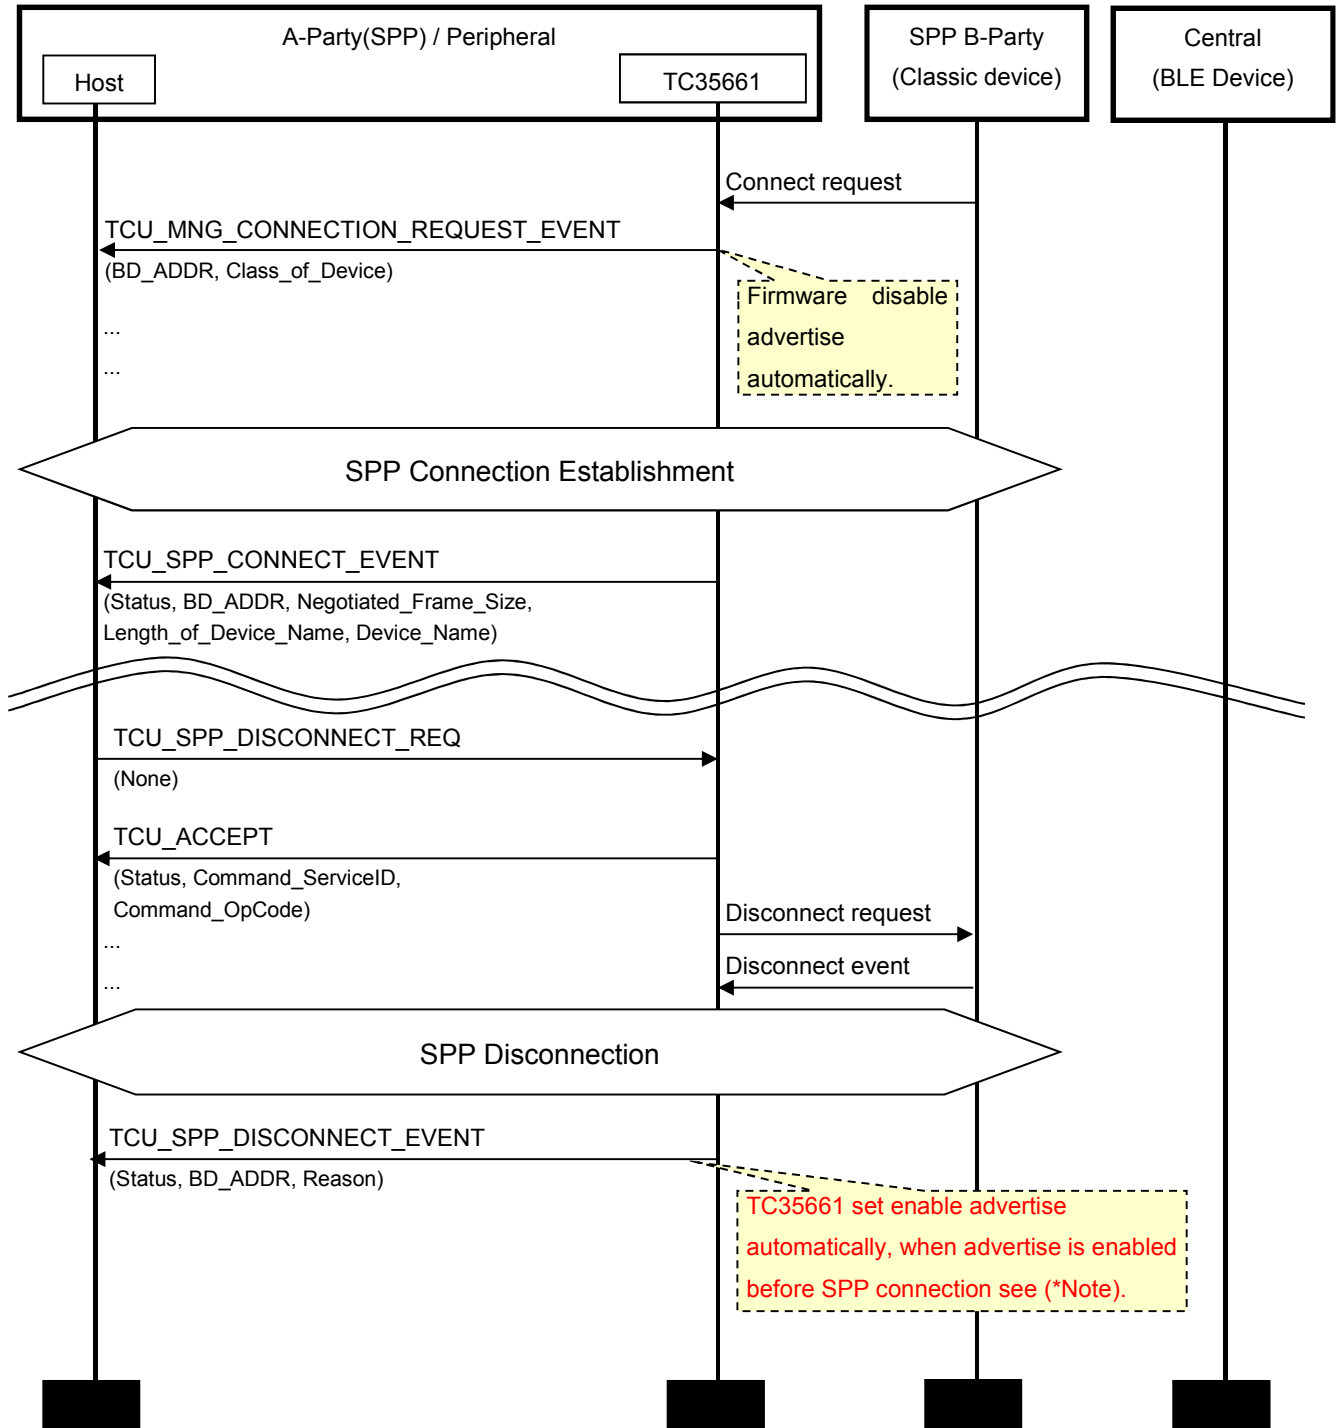 A-Party(SPP) / Peripheral
Host
TC35661
SPP B-Party
(Classic device)
Central
(BLE Device)
Connect request
TCU_MNG_CONNECTION_REQUEST_EVENT
(BD_ADDR, Class_of_Device)
Firmware disable
advertise
automatically.
...
...
SPP Connection Establishment
TCU_SPP_CONNECT_EVENT
(Status, BD_ADDR, Negotiated_Frame_Size,
Length_of_Device_Name, Device_Name)
TCU_SPP_DISCONNECT_REQ
(None)
TCU_ACCEPT
(Status, Command_ServiceID,
Command_OpCode)
Disconnect request
...
Disconnect event
...
SPP Disconnection
TCU_SPP_DISCONNECT_EVENT
(Status, BD_ADDR, Reason)
TC35661 set enable advertise
automatically, when advertise is enabled
before SPP connection see (*Note).